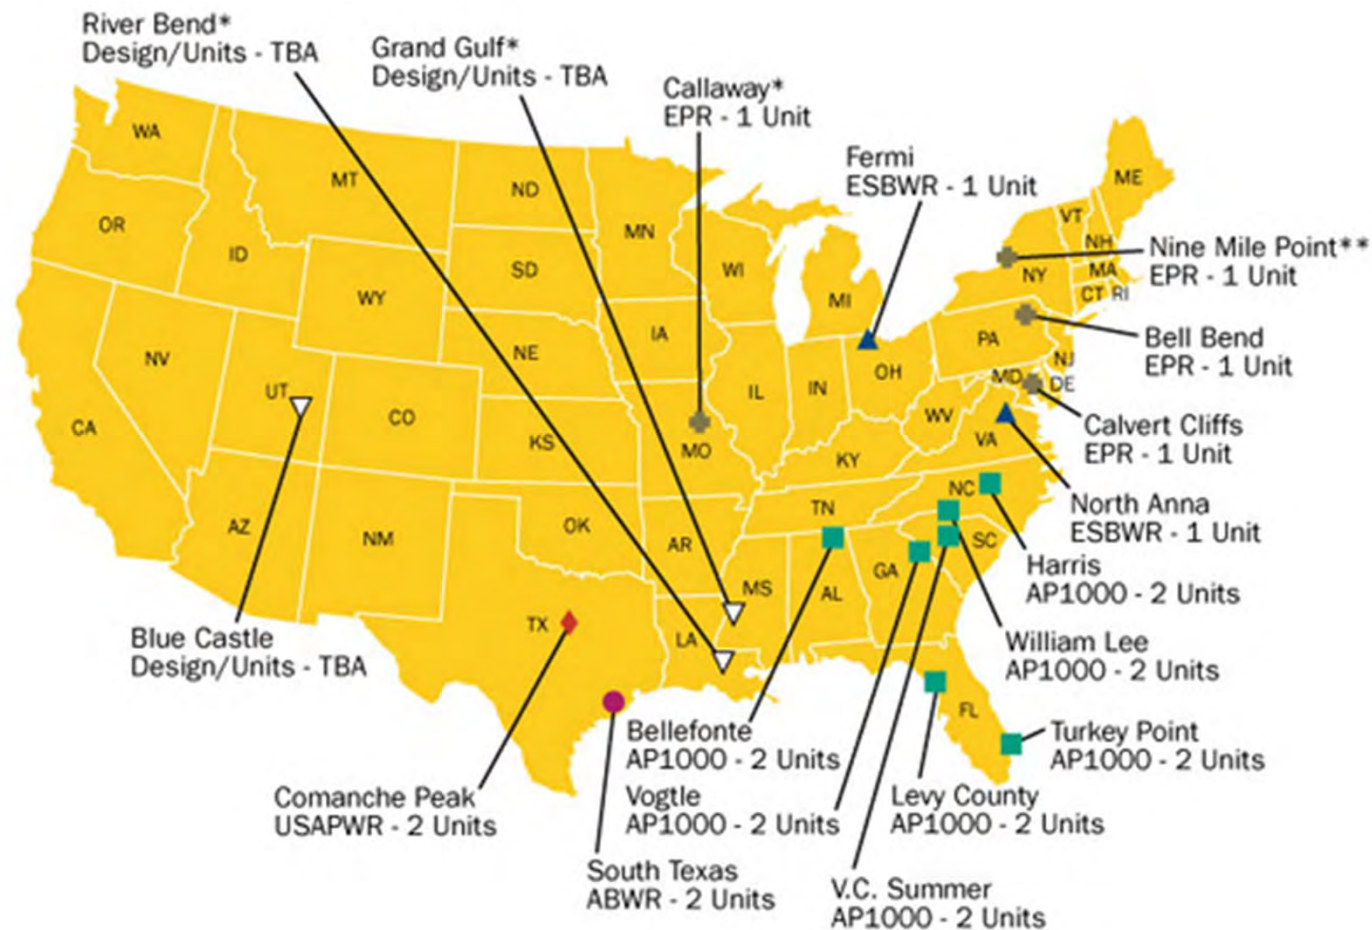 River Bend*
Design/Units - TBA
Grand Gulf*
Design/Units - TBA
Callaway*
EPR - 1 Unit
Fermi
ESBWR - 1 Unit
Nine Mile Point**
EPR - 1 Unit
Bell Bend
EPR - 1 Unit
Calvert Cliffs
EPR - 1 Unit
North Anna
ESBWR - 1 Unit
Harris
AP1000 - 2 Units
William Lee
AP1000 - 2 Units
Turkey Point
AP1000 - 2 Units
Levy County
AP1000 - 2 Units
V.C. Summer
AP1000 - 2 Units
Bellefonte
AP1000 - 2 Units
Vogtle
AP1000 - 2 Units
South Texas
ABWR - 2 Units
Comanche Peak
USAPWR - 2 Units
Blue Castle
Design/Units - TBA
WA
OR
CA
NV
ID
MT
WY
UT
AZ
CO
NM
ND
SD
NE
KS
OK
TX
MN
IA
MO
AR
LA
WI
IL
MS
MI
IN
OH
KY
TN
AL
GA
FL
SC
NC
VA
WV
MD
DE
NJ
PA
NY
CT
RI
MA
NH
VT
ME